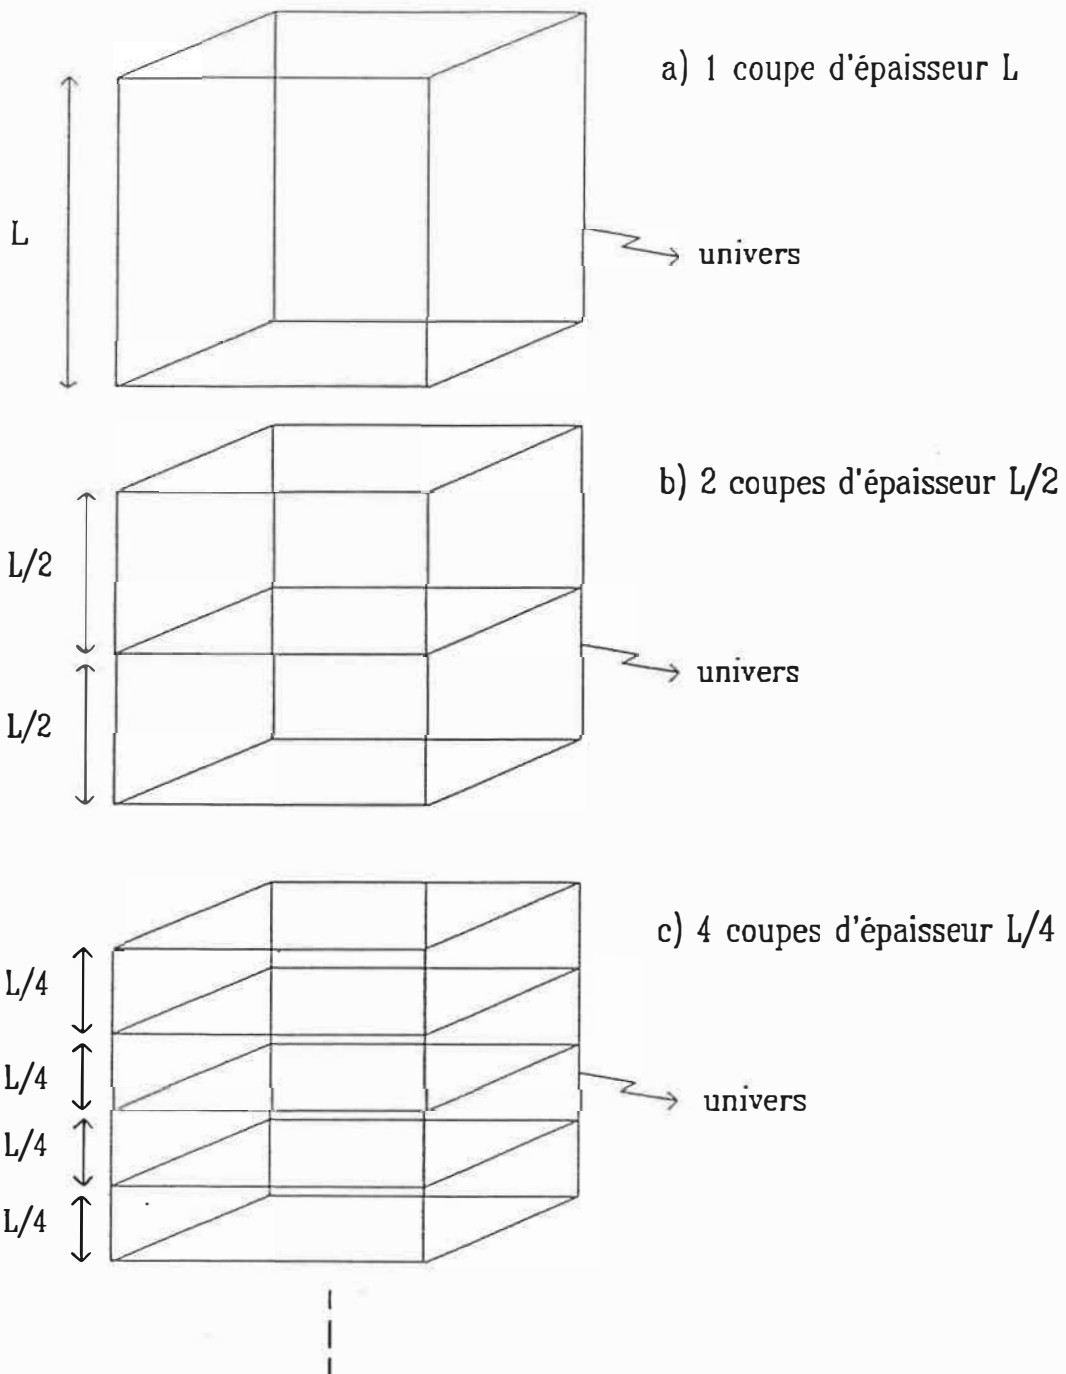 a) 1 coupe d'épaisseur L
L
univers
b) 2 coupes d'épaisseur L/2
L/2
univers
L/2
c) 4 coupes d'épaisseur L/4
L/4
L/4
univers
L/4
L/4